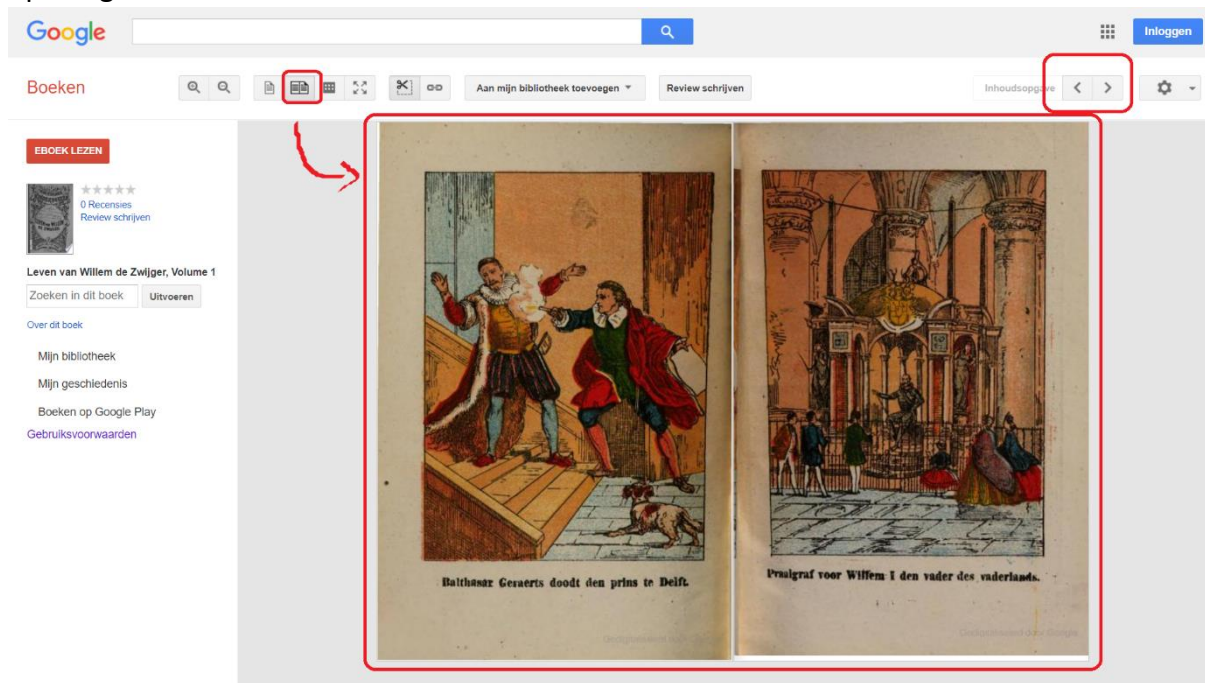 Google
Inloggen
Boeken
Aan mijn bibliotheek toevoegen
Review schrijven
Inhoudsopgave
EBOEK LEZEN
0 Recensies
Review schrijven
Leven van Willem de Zwijger, Volume 1
Zoeken in dit boek
Uitvoeren
Over dit boek
Mijn bibliotheek
Mijn geschiedenis
Boeken op Google Play
Gebruiksvoorwaarden
Balthasar Geraerts doodt den prins te Delft.
Praalgraf voor Willem I den vader des vaderlands.
Gedigitaliseerd door Google